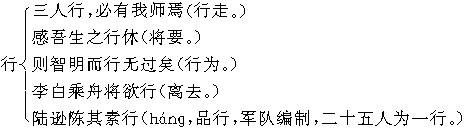 三人行，必有我师焉(行走。)
感吾生之行休(将要。)
行
则智明而行无过矣(行为。)
李白乘舟将欲行(离去。)
陆逊陈其素行(háng，品行，军队编制，二十五人为一行。)